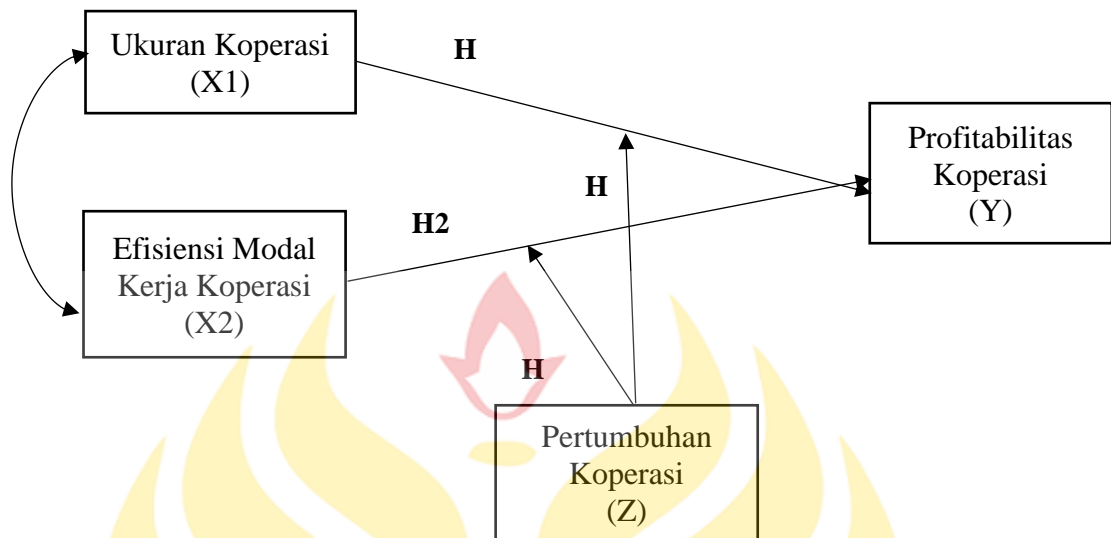 Ukuran Koperasi
(X1)
H
Profitabilitas
Koperasi
(Y)
H
H2
Efisiensi Modal
Kerja Koperasi
(X2)
H
Pertumbuhan
Koperasi
(Z)